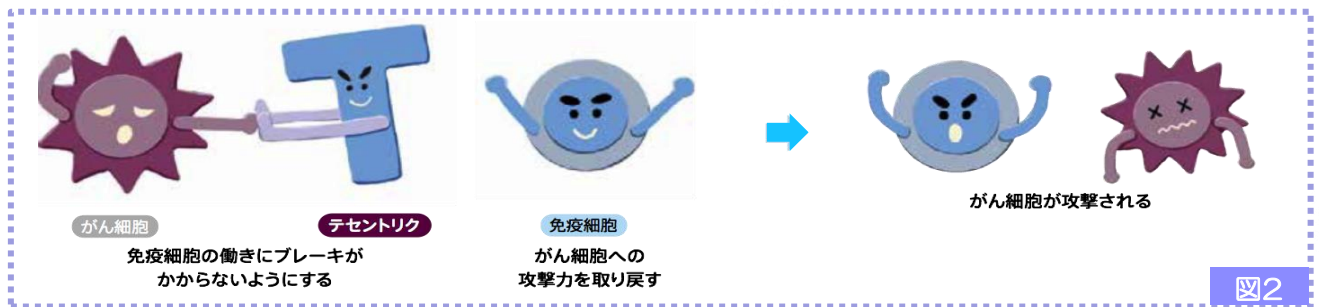 がん細胞
テセントリク
免疫細胞の働きにブレーキが
かからないようにする
免疫細胞
がん細胞への
攻撃力を取り戻す
がん細胞が攻撃される
図2